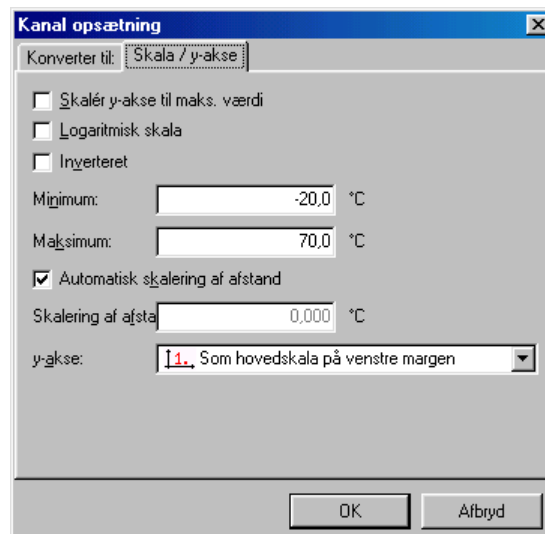 Kanal opsætning
Konverter til: Skala / y-akse
Skalér y-akse til maks. værdi
Logaritmisk skala
Inverteret
Minimum: -20,0 °C
Maksimum: 70,0 °C
Automatisk skalering af afstand
Skalering af afsta 0,000 °C
y-akse: 1. Som hovedskala på venstre margen
OK Afbryd